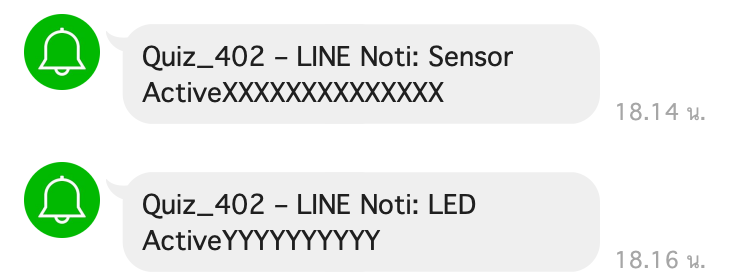 Quiz_402 – LINE Noti: Sensor
ActiveXXXXXXXXXXXXXX
18.14 น.
Quiz_402 – LINE Noti: LED
ActiveYYYYYYYYYY
18.16 น.